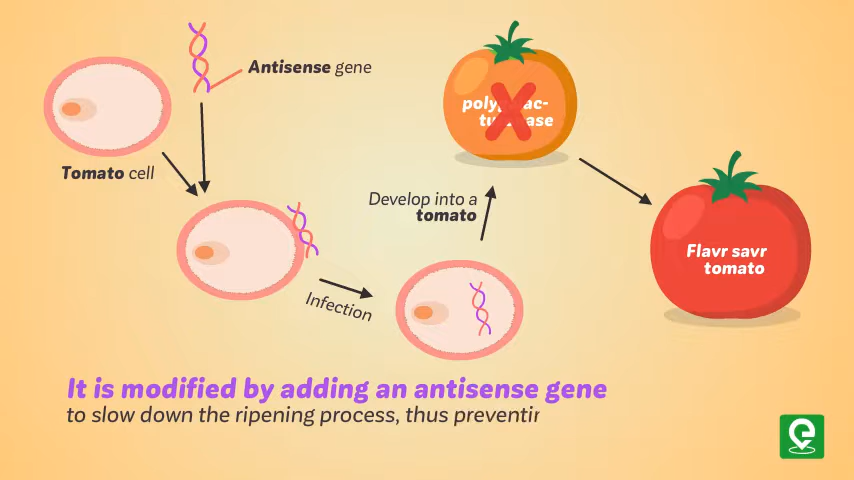 Antisense gene
Tomato cell
Infection
Develop into a
tomato
Flavr savr
tomato
It is modified by adding an antisense gene
to slow down the ripening process, thus